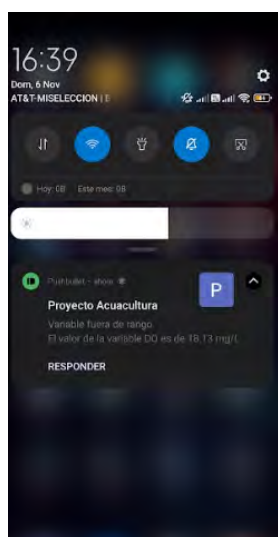 16:39
Dom, 6 Nov
AT&T-MISELECCION |
Hoy: 0B Este mes: 0B
Pushbullet - ahora
P
Proyecto Acuacultura
Variable fuera de rango
El valor de la variable DO es de 18.13 mg/L
RESPONDER